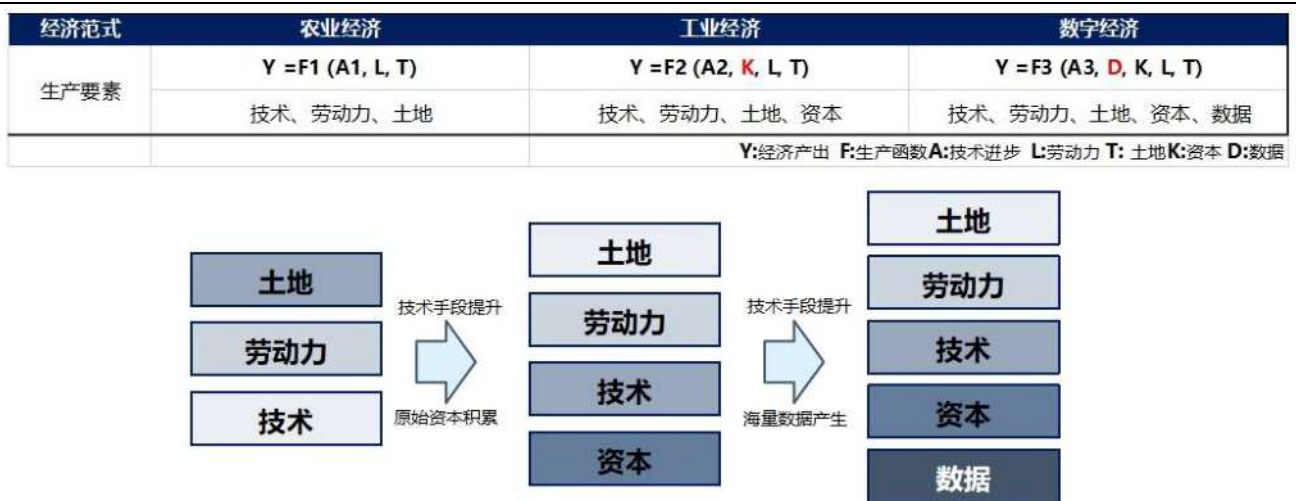 经济范式 农业经济 工业经济 数字经济
生产要素
Y =F1 (A1, L, T) Y =F2 (A2, K, L, T) Y =F3 (A3, D, K, L, T)
技术、劳动力、土地 技术、劳动力、土地、资本 技术、劳动力、土地、资本、数据
Y:经济产出 F:生产函数A:技术进步 L:劳动力 T: 土地K:资本 D:数据
土地
劳动力
技术
技术手段提升
原始资本积累
土地
劳动力
技术
资本
技术手段提升
海量数据产生
土地
劳动力
技术
资本
数据